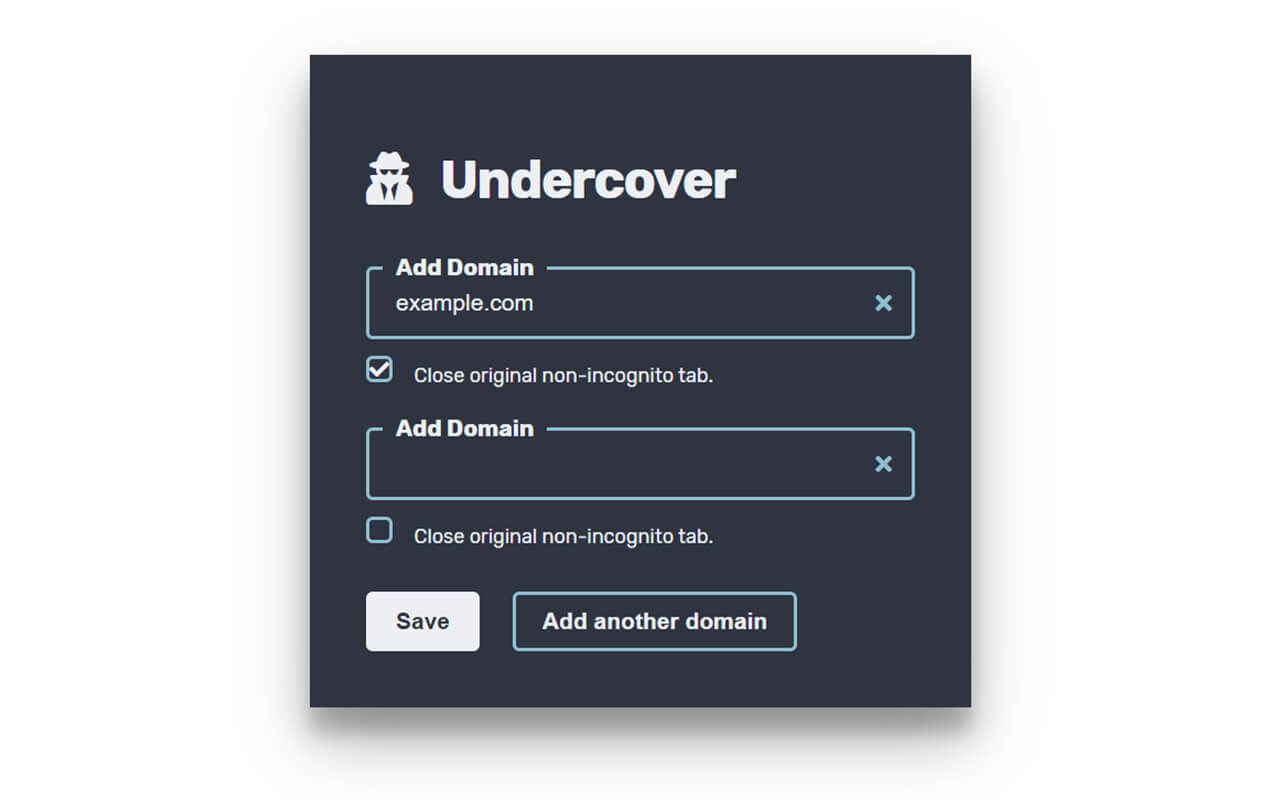 Undercover
Add Domain
example.com
Close original non-incognito tab.
Add Domain
Close original non-incognito tab.
Save
Add another domain